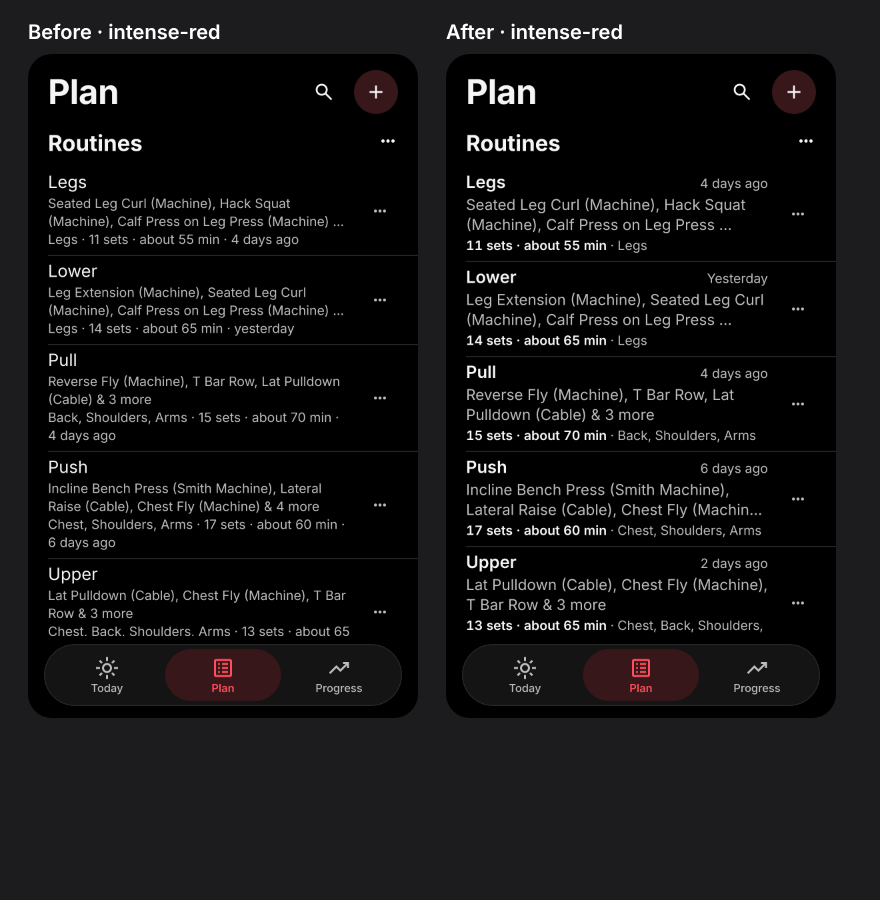 Before · intense-red
Plan
Routines
Legs
Seated Leg Curl (Machine), Hack Squat
(Machine), Calf Press on Leg Press (Machine) ...
Legs · 11 sets · about 55 min · 4 days ago
Lower
Leg Extension (Machine), Seated Leg Curl
(Machine), Calf Press on Leg Press (Machine) ...
Legs · 14 sets · about 65 min · yesterday
Pull
Reverse Fly (Machine), T Bar Row, Lat Pulldown
(Cable) & 3 more
Back, Shoulders, Arms · 15 sets · about 70 min ·
4 days ago
Push
Incline Bench Press (Smith Machine), Lateral
Raise (Cable), Chest Fly (Machine) & 4 more
Chest, Shoulders, Arms · 17 sets · about 60 min ·
6 days ago
Upper
Lat Pulldown (Cable), Chest Fly (Machine), T Bar
Row & 3 more
Chest, Back, Shoulders, Arms · 13 sets · about 65
Today
Plan
Progress
After · intense-red
Plan
Routines
Legs
4 days ago
Seated Leg Curl (Machine), Hack Squat
(Machine), Calf Press on Leg Press ...
11 sets · about 55 min · Legs
Lower
Yesterday
Leg Extension (Machine), Seated Leg Curl
(Machine), Calf Press on Leg Press ...
14 sets · about 65 min · Legs
Pull
4 days ago
Reverse Fly (Machine), T Bar Row, Lat
Pulldown (Cable) & 3 more
15 sets · about 70 min · Back, Shoulders, Arms
Push
6 days ago
Incline Bench Press (Smith Machine),
Lateral Raise (Cable), Chest Fly (Machin...
17 sets · about 60 min · Chest, Shoulders, Arms
Upper
2 days ago
Lat Pulldown (Cable), Chest Fly (Machine),
T Bar Row & 3 more
13 sets · about 65 min · Chest, Back, Shoulders,
Today
Plan
Progress